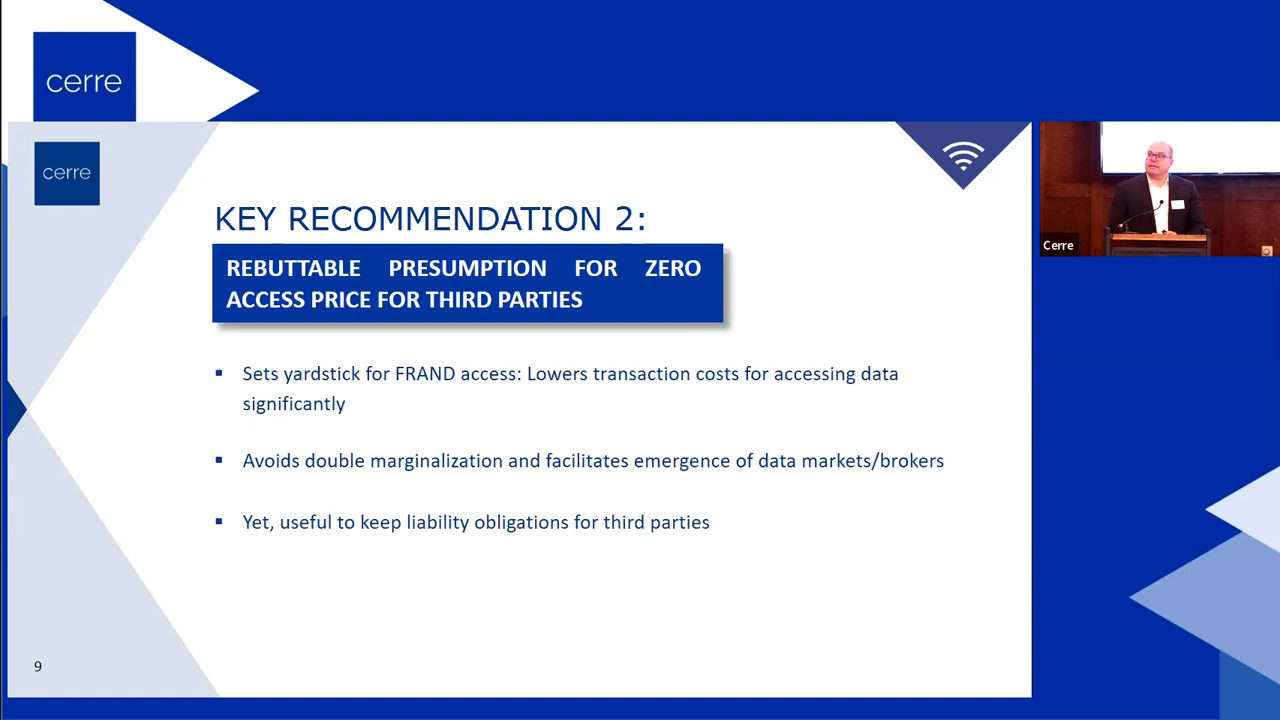 cerre
cerre
KEY RECOMMENDATION 2:
REBUTTABLE PRESUMPTION FOR ZERO
ACCESS PRICE FOR THIRD PARTIES
▪ Sets yardstick for FRAND access: Lowers transaction costs for accessing data
significantly
▪ Avoids double marginalization and facilitates emergence of data markets/brokers
▪ Yet, useful to keep liability obligations for third parties
9
Cerre